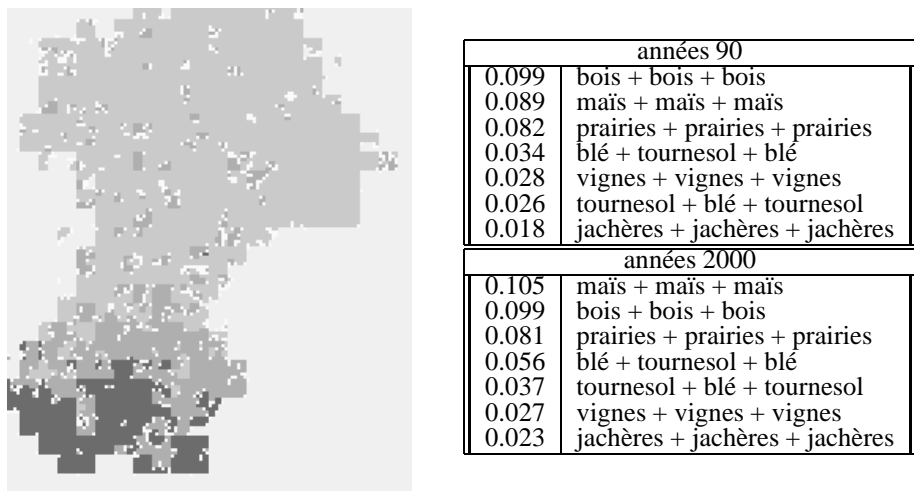 années 90
0.099 bois + bois + bois
0.089 maïs + maïs + maïs
0.082 prairies + prairies + prairies
0.034 blé + tournesol + blé
0.028 vignes + vignes + vignes
0.026 tournesol + blé + tournesol
0.018 jachères + jachères + jachères
années 2000
0.105 maïs + maïs + maïs
0.099 bois + bois + bois
0.081 prairies + prairies + prairies
0.056 blé + tournesol + blé
0.037 tournesol + blé + tournesol
0.027 vignes + vignes + vignes
0.023 jachères + jachères + jachères